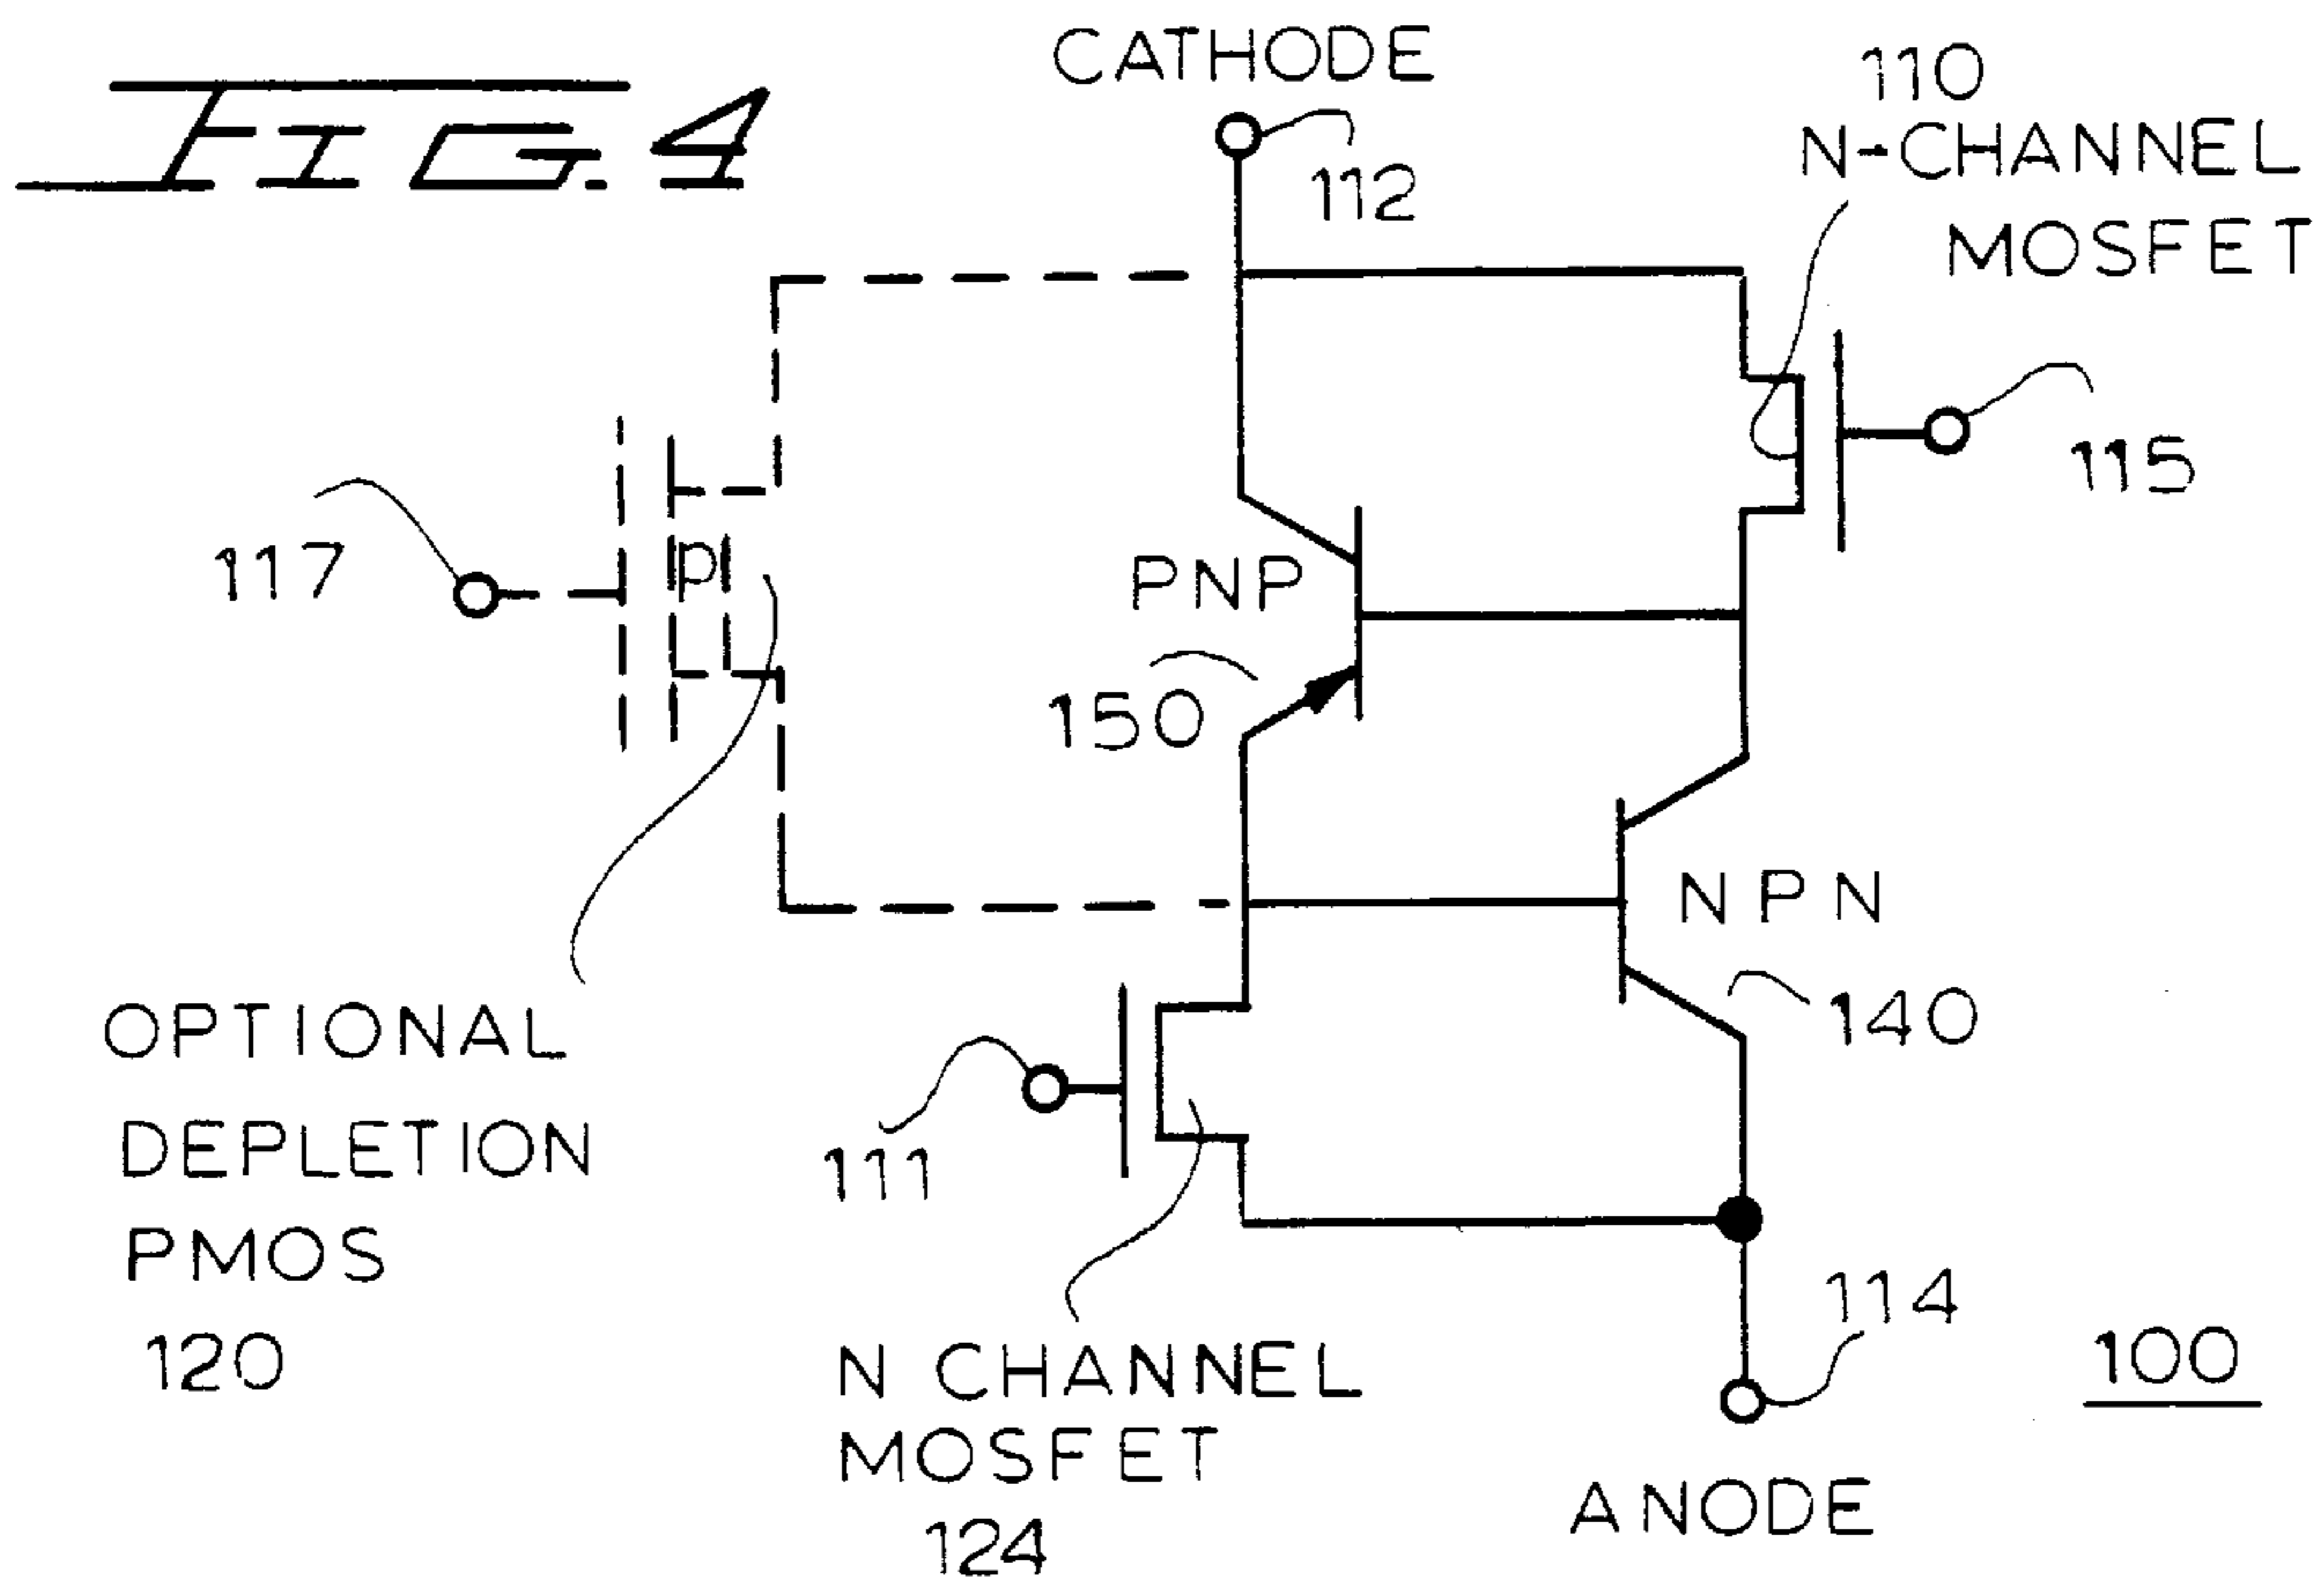 FIG. 4
CATHODE
112
110
N-CHANNEL
MOSFET
115
117
P
PNP
150
NPN
140
OPTIONAL
DEPLETION
PMOS
120
111
N CHANNEL
MOSFET
124
114
100
ANODE